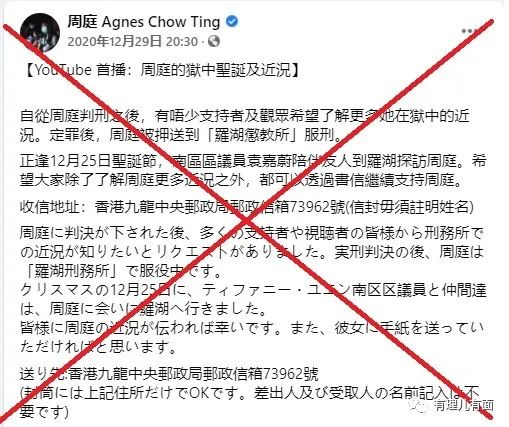 周庭 Agnes Chow Ting
2020年12月29日 20:30
【YouTube 首播：周庭的獄中聖誕及近況】
自從周庭判刑之後，有唔少支持者及觀眾希望了解更多她在獄中的近
況。定罪後，周庭被押送到「羅湖懲教所」服刑。
正達12月25日聖誕節，南區區議員袁嘉蔚陪伴友人到羅湖探訪周庭。希
望大家除了了解周庭更多近況之外，都可以透過書信繼續支持周庭。
收信地址：香港九龍中央郵政局郵政信箱73962號(信封毋須註明姓名)
周庭に判決が下された後、多くの支持者や視聴者の皆様から刑務所で
の近況が知りたいとリクエストがありました。実刑判決の後、周庭は
「羅湖刑務所」で服役中です。
クリスマスの12月25日に、ティファニー・ユエン南区区議員と仲間達
は、周庭に会いに羅湖へ行きました。
皆様に周庭の近況が伝われば幸いです。また、彼女に手紙を送ってい
ただければと思います。
送り先:香港九龍中央郵政局郵政信箱73962號
(封筒には上記住所だけでOKです。差出人及び受取人の名前記入は不
要です)
有理儿有面